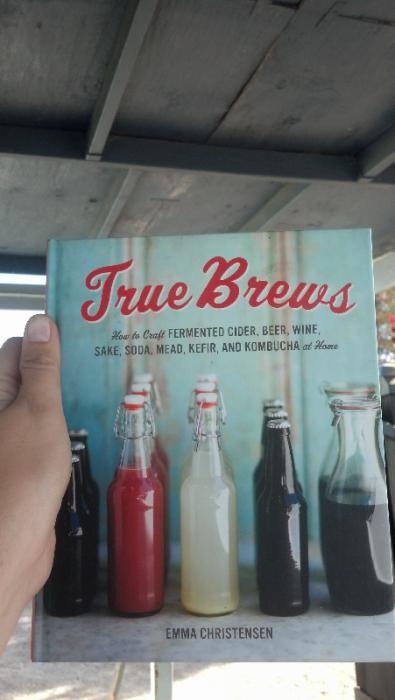 True Brews
How to Craft FERMENTED CIDER, BEER, WINE,
SAKE, SODA, MEAD, KEFIR, AND KOMBUCHA at Home
EMMA CHRISTENSEN